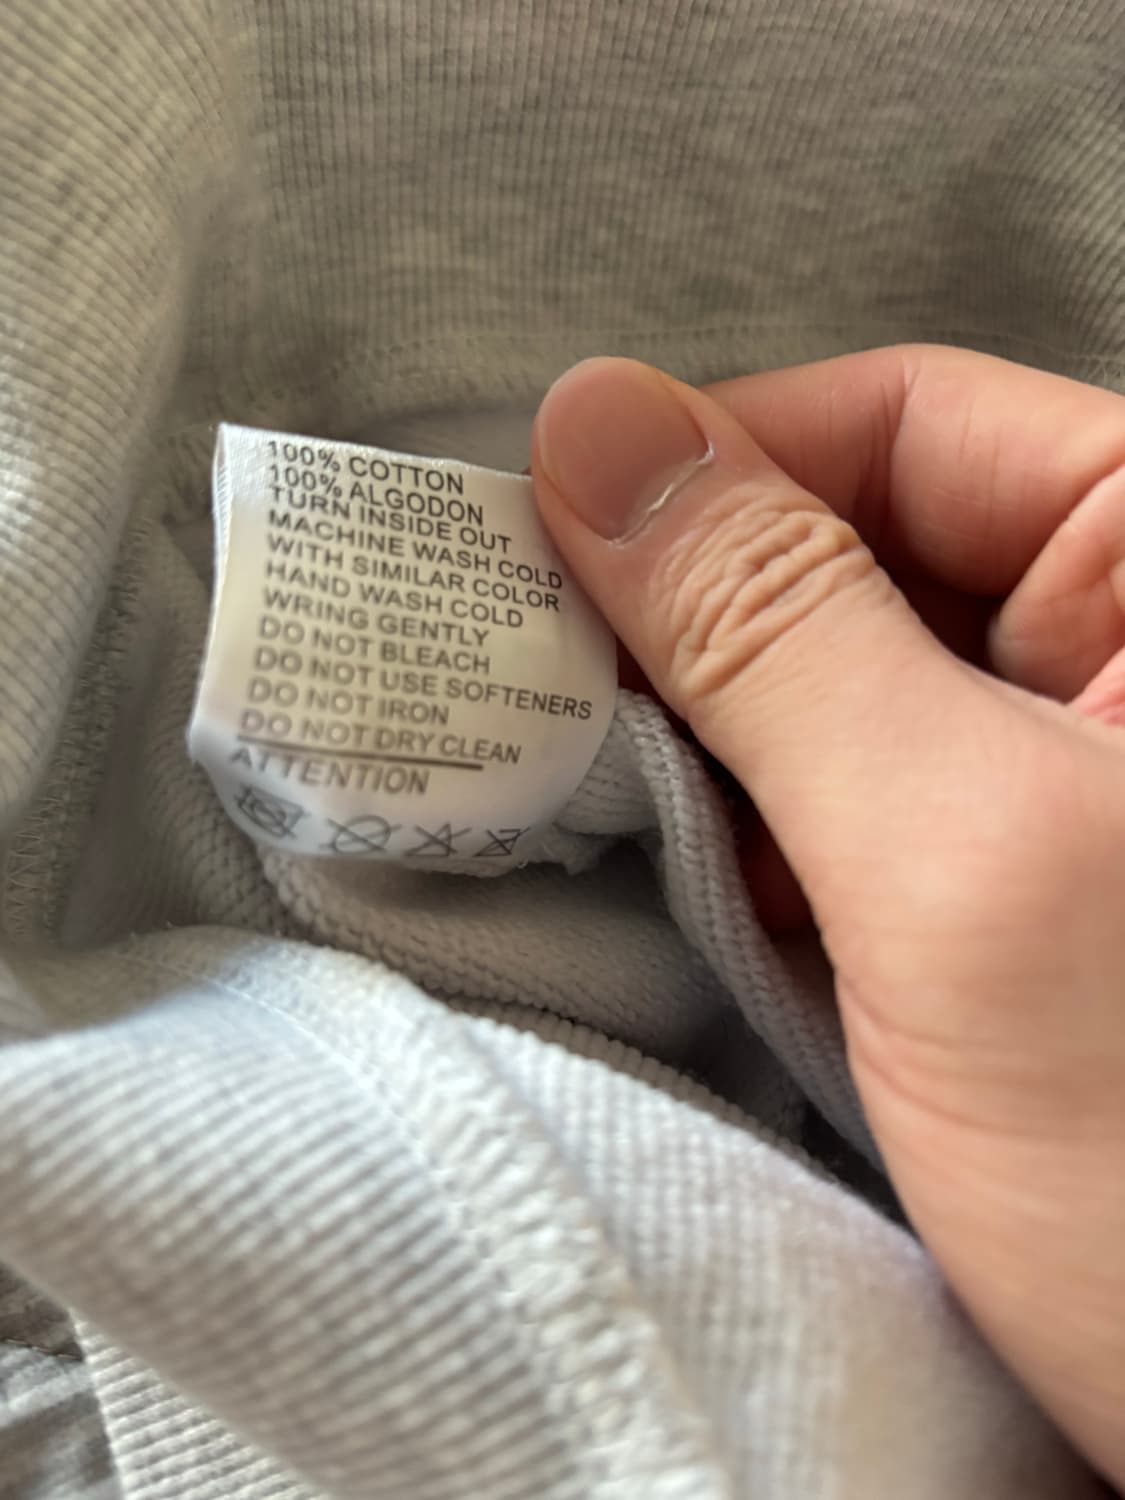 100% COTTON
100% ALGODON
TURN INSIDE OUT
MACHINE WASH COLD
WITH SIMILAR COLOR
HAND WASH COLD
WRING GENTLY
DO NOT BLEACH
DO NOT USE SOFTENERS
DO NOT IRON
DO NOT DRY CLEAN
ATTENTION